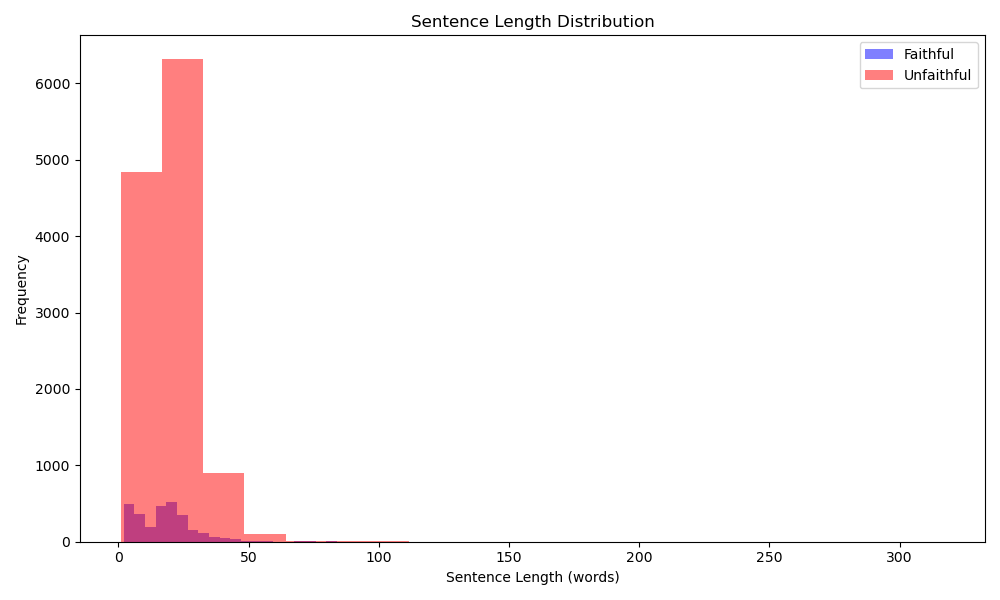 Sentence Length Distribution
Faithful
Unfaithful
6000
5000
4000
3000
2000
1000
0
Frequency
0 50 100 150 200 250 300
Sentence Length (words)